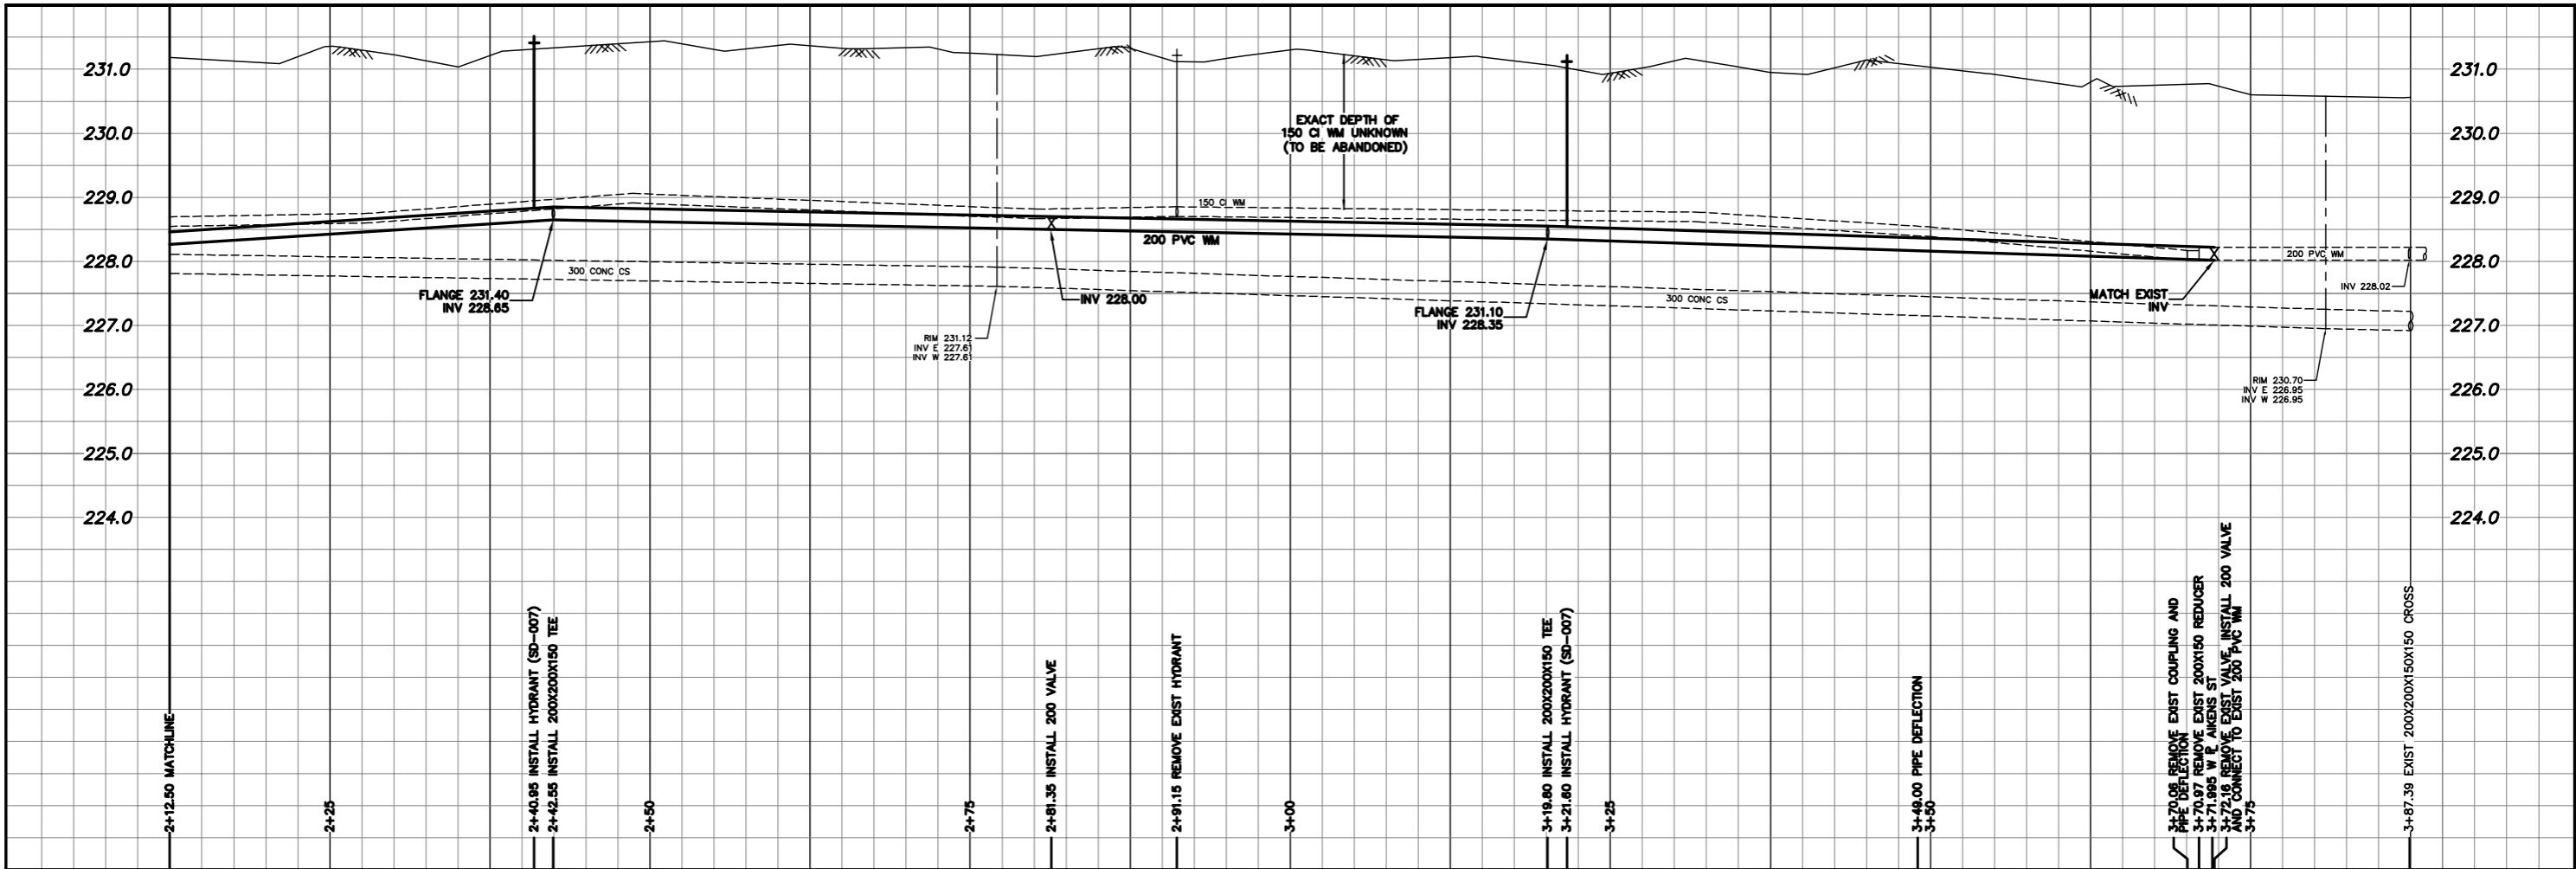 231.0
230.0
229.0
228.0
227.0
226.0
225.0
224.0
EXACT DEPTH OF
150 CI WM UNKNOWN
(TO BE ABANDONED)
150 CI WM
200 PVC WM
300 CONC CS
FLANGE 231.40
INV 228.65
INV 228.00
RIM 231.12
INV E 227.61
INV W 227.61
FLANGE 231.10
INV 228.35
300 CONC CS
MATCH EXIST
INV
200 PVC WM
INV 228.02
RIM 230.70
INV E 226.95
INV W 226.95
231.0
230.0
229.0
228.0
227.0
226.0
225.0
224.0
2+12.50 MATCHLINE
2+25
2+40.95 INSTALL HYDRANT (SD-007)
2+42.55 INSTALL 200X200X150 TEE
2+50
2+75
2+81.35 INSTALL 200 VALVE
2+91.15 REMOVE EXIST HYDRANT
3+00
3+19.80 INSTALL 200X200X150 TEE
3+21.60 INSTALL HYDRANT (SD-007)
3+25
3+49.00 PIPE DEFLECTION
3+50
3+70.06 REMOVE EXIST COUPLING AND
PIPE DEFLECTION
3+70.97 REMOVE EXIST 200X150 REDUCER
3+71.995 W PL AIKENS ST
3+72.16 REMOVE EXIST VALVE, INSTALL 200 VALVE
AND CONNECT TO EXIST 200 PVC WM
3+75
3+87.39 EXIST 200X200X150X150 CROSS